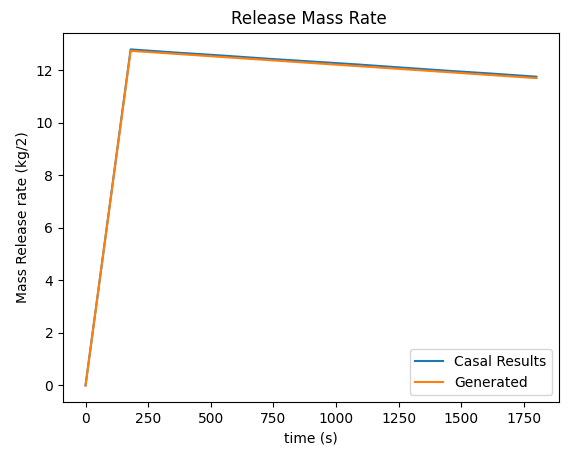 Release Mass Rate
Mass Release rate (kg/2)
12
10
8
6
4
2
0
0 250 500 750 1000 1250 1500 1750
time (s)
Casal Results
Generated